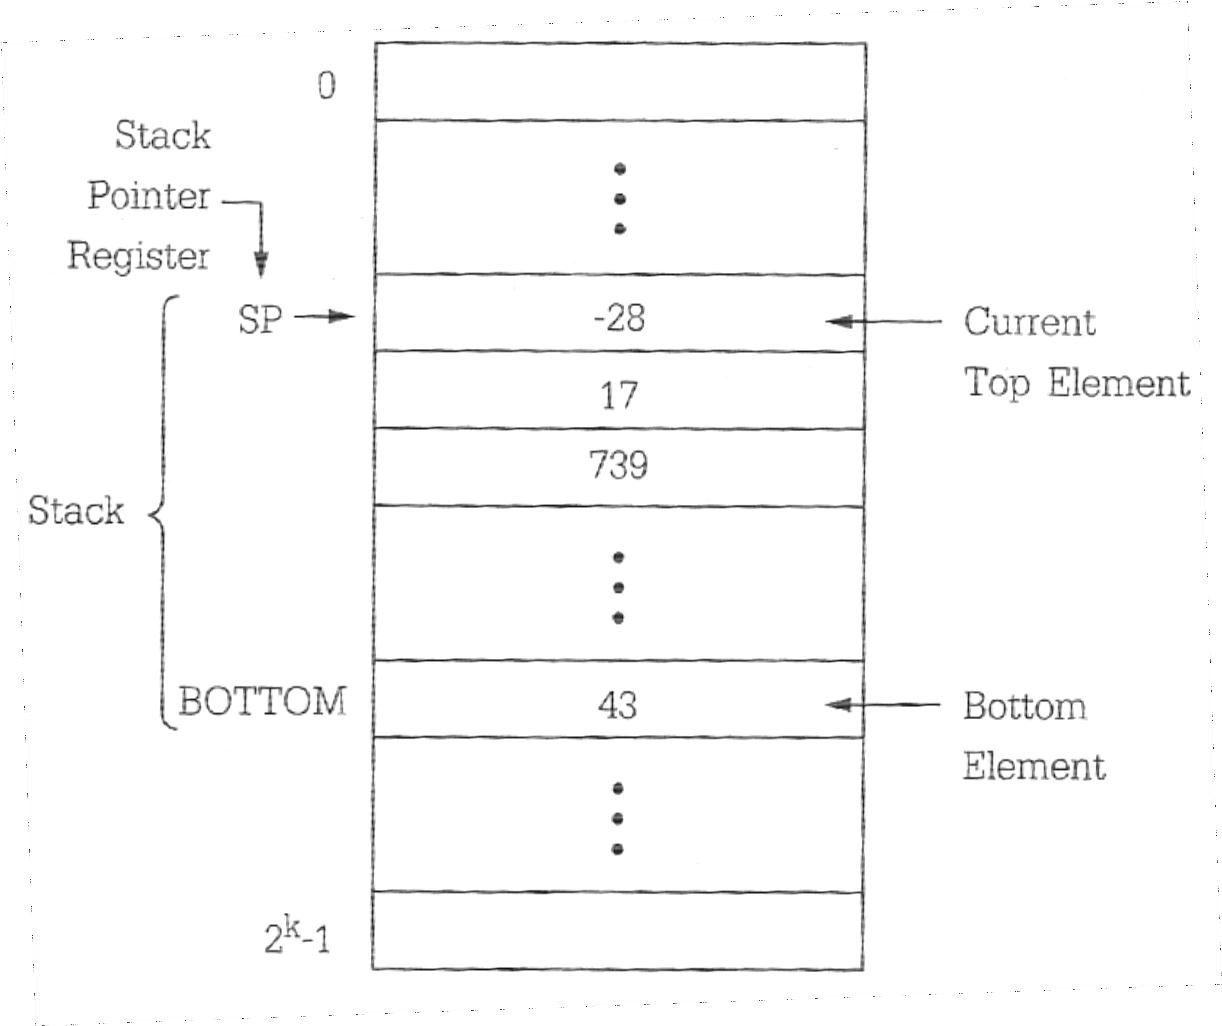 0
Stack
Pointer
Register
SP
-28
Current
17
Top Element
739
Stack
BOTTOM
43
Bottom
Element
2^k-1